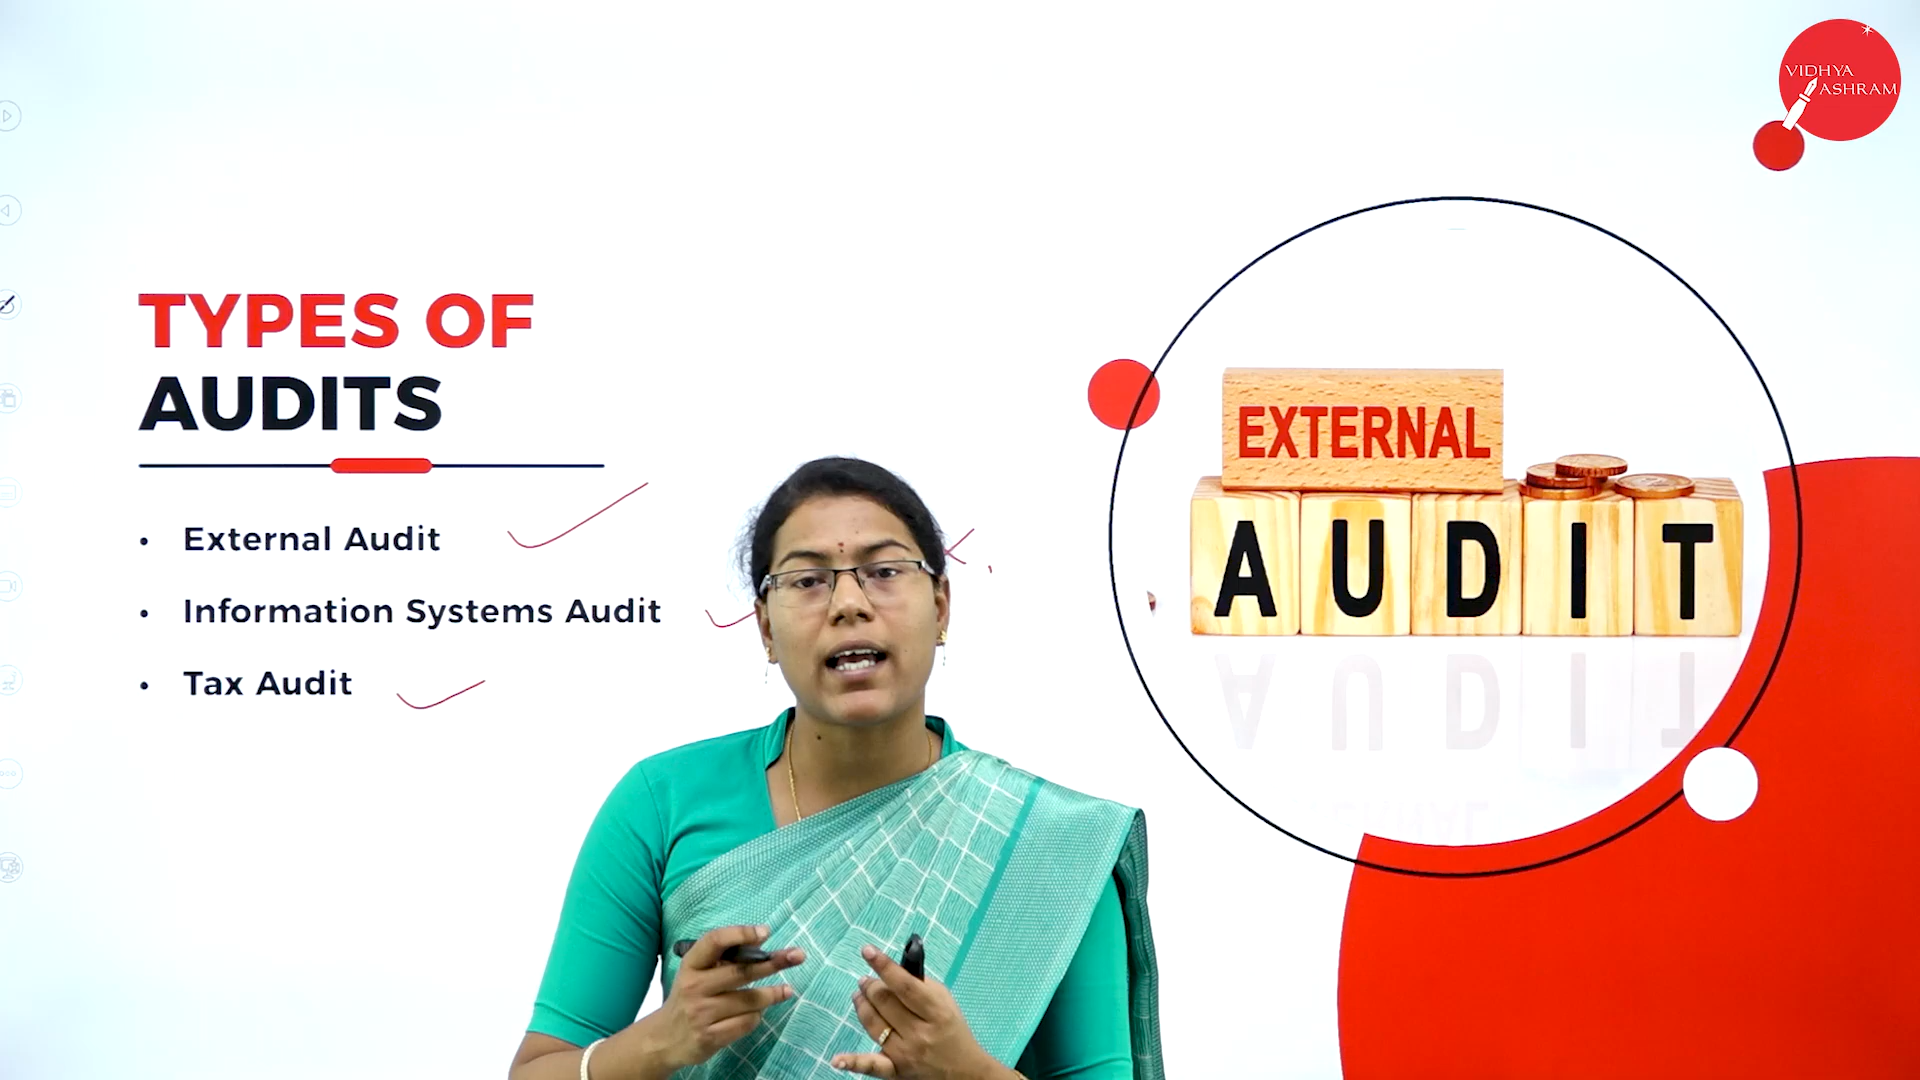 VIDHYA
ASHRAM
TYPES OF
AUDITS
• External Audit
• Information Systems Audit
• Tax Audit
EXTERNAL
AUDIT